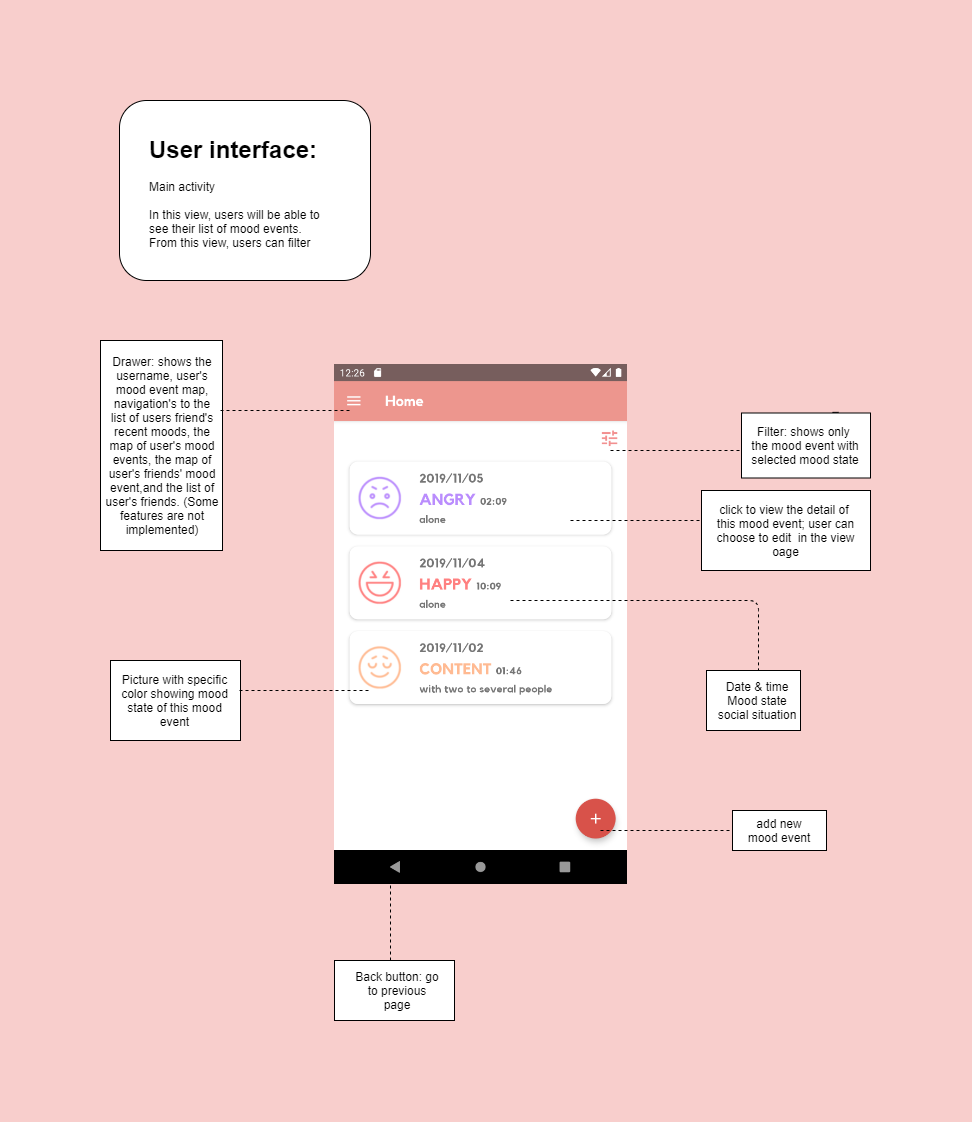 User interface:
Main activity
In this view, users will be able to
see their list of mood events.
From this view, users can filter
Drawer: shows the
username, user's
mood event map,
navigation's to the
list of users friend's
recent moods, the
map of user's mood
events, the map of
user's friends' mood
event,and the list of
user's friends. (Some
features are not
implemented)
12:26
Home
Filter: shows only
the mood event with
selected mood state
2019/11/05
ANGRY 02:09
alone
click to view the detail of
this mood event; user can
choose to edit  in the view
oage
2019/11/04
HAPPY 10:09
alone
2019/11/02
CONTENT 01:46
with two to several people
Picture with specific
color showing mood
state of this mood
event
Date & time
Mood state
social situation
+
add new
mood event
Back button: go
to previous
page